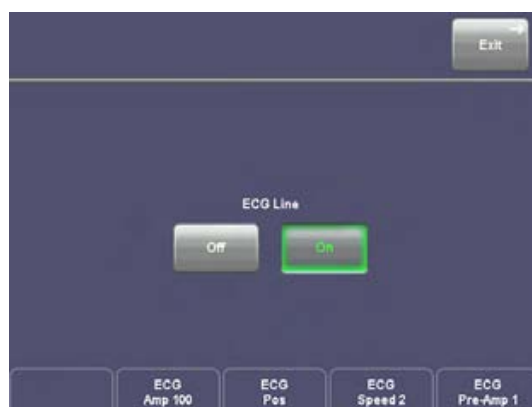 Exit
ECG Line
Off On
ECG ECG ECG ECG
Amp 100 Pos Speed 2 Pre-Amp 1